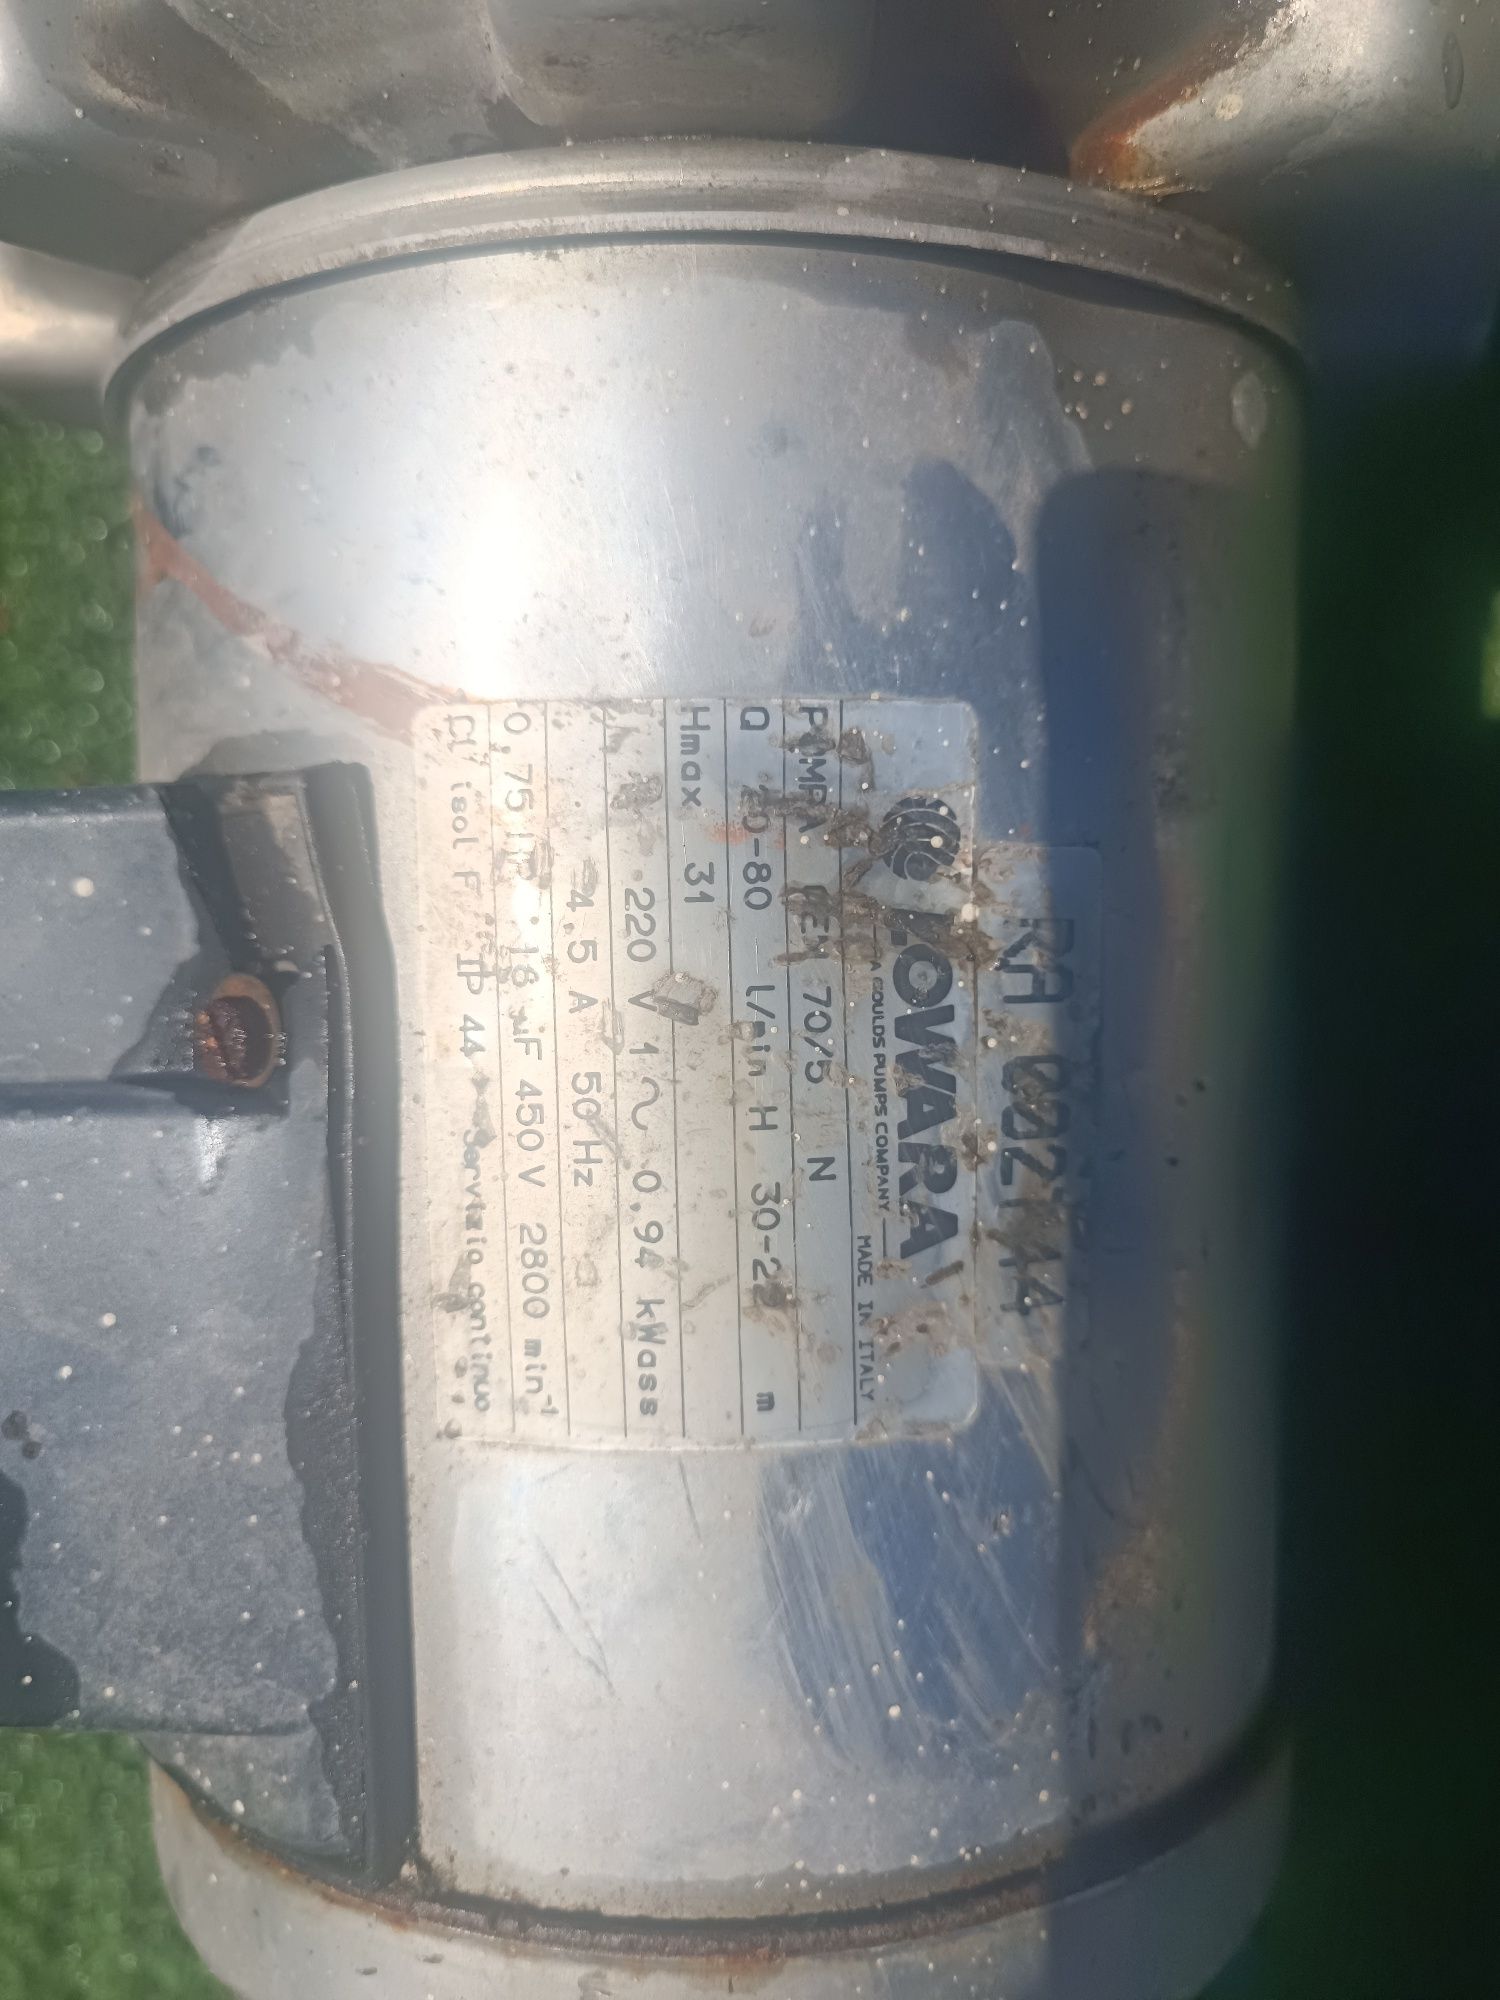 RA 002144
LOWARA
A GOULDS PUMPS COMPANY
MADE IN ITALY
POMPA CEM 70/5 N
Q 20-80 l/min H 30-22 m
Hmax 31
220 V 1~ 0,94 kWass
4,5 A 50 Hz
0,75 HP 16 µF 450 V 2800 min⁻¹
Cl isol F IP 44 Servizio continuo